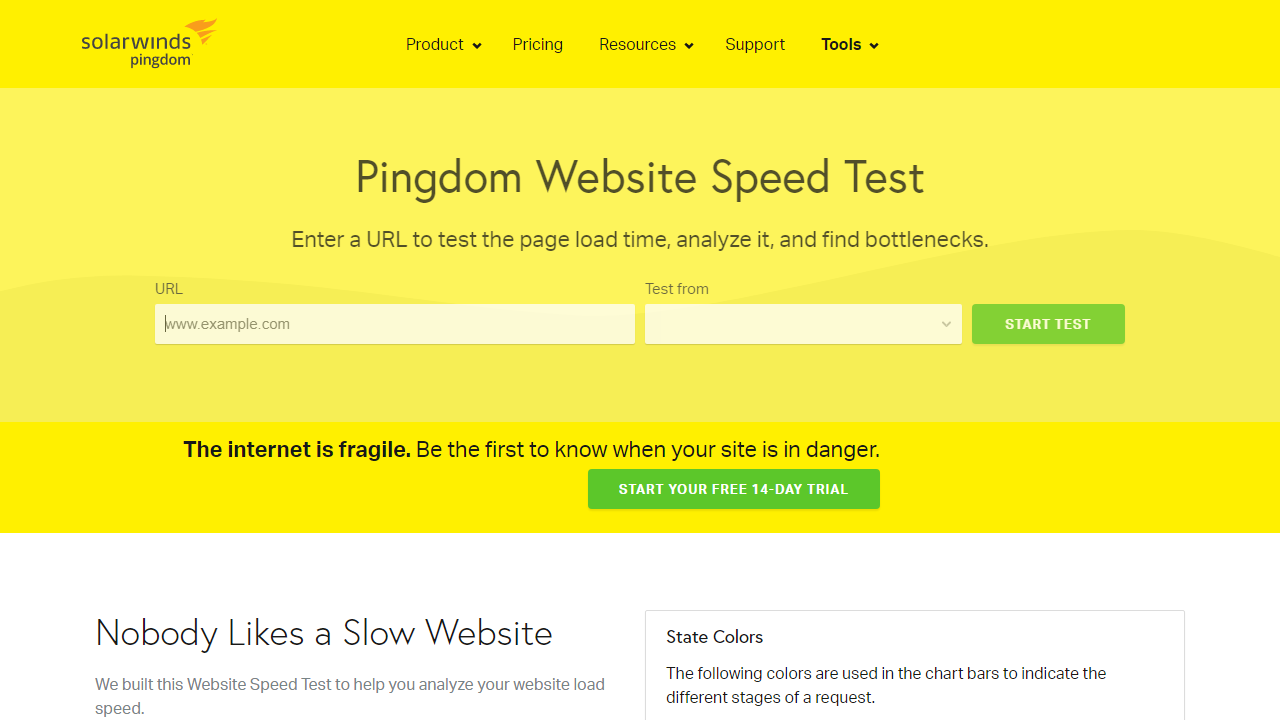 solarwinds
pingdom
Product
Pricing
Resources
Support
Tools
Pingdom Website Speed Test
Enter a URL to test the page load time, analyze it, and find bottlenecks.
URL
Test from
www.example.com
START TEST
The internet is fragile. Be the first to know when your site is in danger.
START YOUR FREE 14-DAY TRIAL
Nobody Likes a Slow Website
We built this Website Speed Test to help you analyze your website load
speed.
State Colors
The following colors are used in the chart bars to indicate the
different stages of a request.